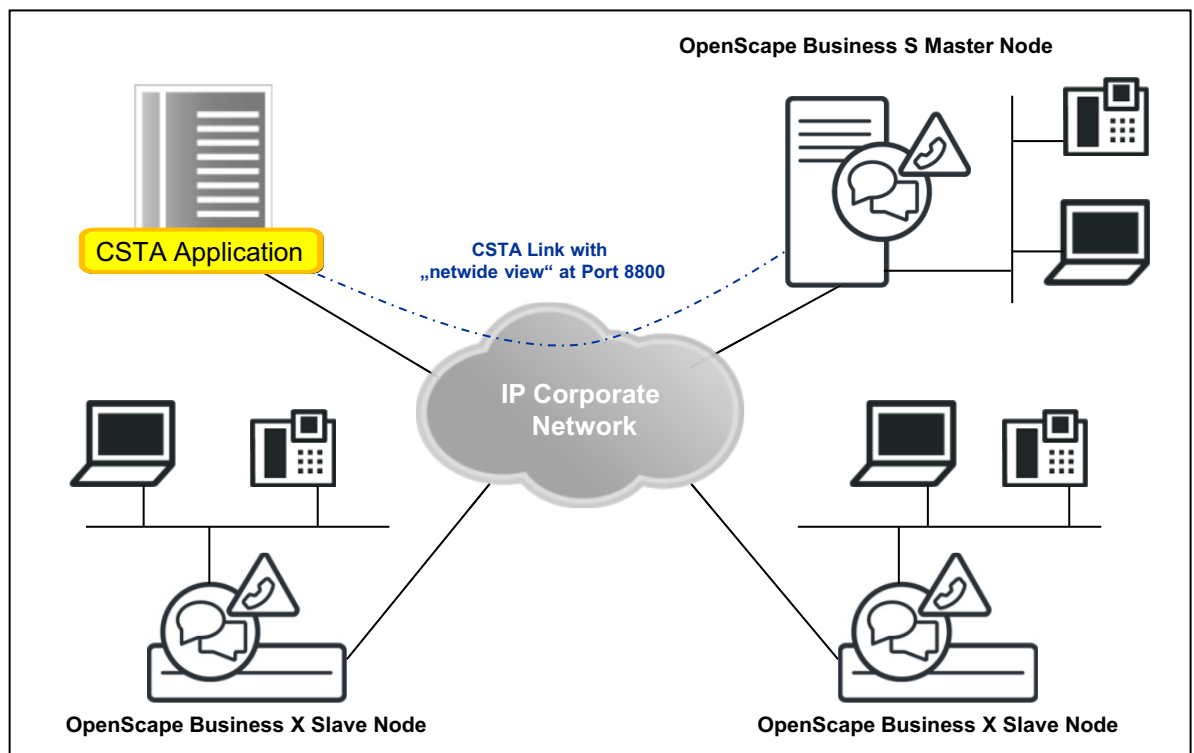 OpenScape Business S Master Node
CSTA Application
CSTA Link with
„netwide view“ at Port 8800
IP Corporate
Network
OpenScape Business X Slave Node
OpenScape Business X Slave Node